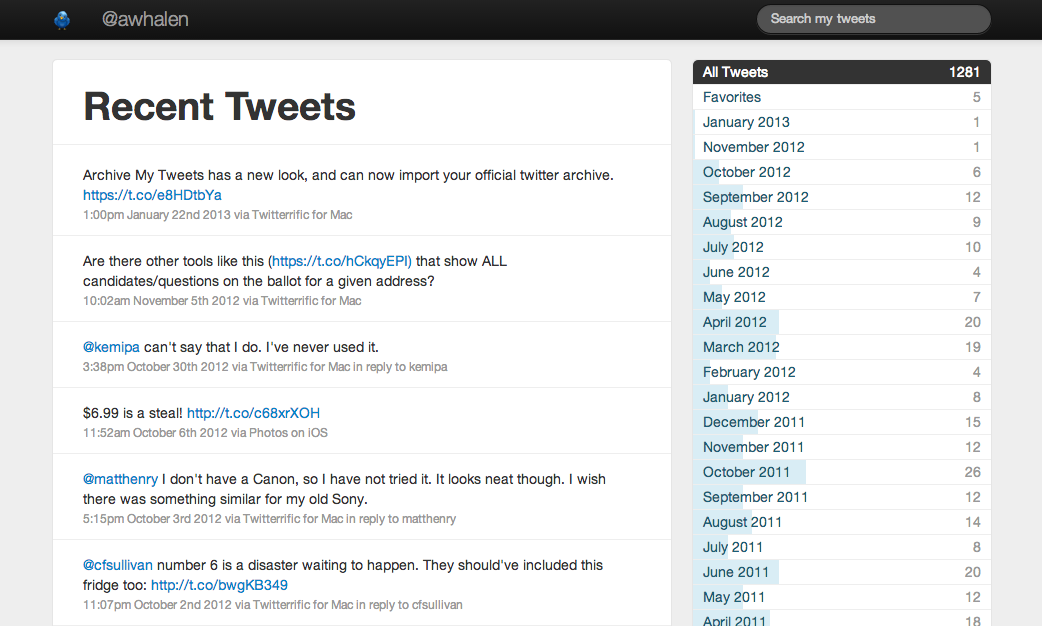 @awhalen
Search my tweets
Recent Tweets
Archive My Tweets has a new look, and can now import your official twitter archive.
https://t.co/e8HDtbYa
1:00pm January 22nd 2013 via Twitterrific for Mac
Are there other tools like this (https://t.co/hCkqyEPI) that show ALL
candidates/questions on the ballot for a given address?
10:02am November 5th 2012 via Twitterrific for Mac
@kemipa can't say that I do. I've never used it.
3:38pm October 30th 2012 via Twitterrific for Mac in reply to kemipa
$6.99 is a steal! http://t.co/c68xrXOH
11:52am October 6th 2012 via Photos on iOS
@matthenry I don't have a Canon, so I have not tried it. It looks neat though. I wish
there was something similar for my old Sony.
5:15pm October 3rd 2012 via Twitterrific for Mac in reply to matthenry
@cfsullivan number 6 is a disaster waiting to happen. They should've included this
fridge too: http://t.co/bwgKB349
11:07pm October 2nd 2012 via Twitterrific for Mac in reply to cfsullivan
All Tweets 1281
Favorites 5
January 2013 1
November 2012 1
October 2012 6
September 2012 12
August 2012 9
July 2012 10
June 2012 4
May 2012 7
April 2012 20
March 2012 19
February 2012 4
January 2012 8
December 2011 15
November 2011 12
October 2011 26
September 2011 12
August 2011 14
July 2011 8
June 2011 20
May 2011 12
April 2011 18